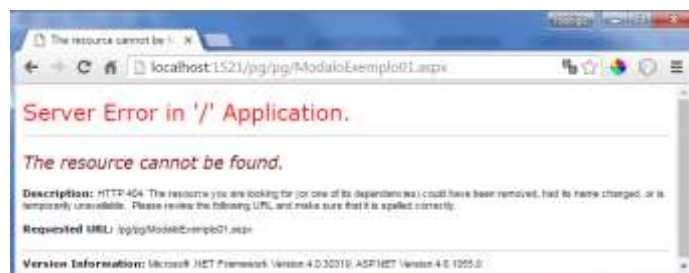 The resource cannot be f
localhost:1521/pg/pg/ModaloExemplo01.aspx
Server Error in '/' Application.
The resource cannot be found.
Description: HTTP 404. The resource you are looking for (or one of its dependencies) could have been removed, had its name changed, or is
temporarily unavailable. Please review the following URL and make sure that it is spelled correctly.
Requested URL: /pg/pg/ModaloExemplo01.aspx
Version Information: Microsoft .NET Framework Version:4.0.30319; ASP.NET Version:4.6.1055.0